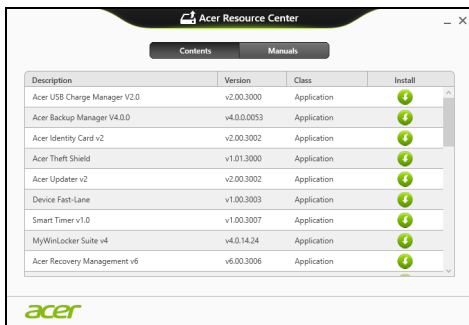 Acer Resource Center
Contents Manuals
Description Version Class Install
Acer USB Charge Manager V2.0 v2.00.3000 Application
Acer Backup Manager V4.0.0 v4.0.0.0053 Application
Acer Identity Card v2 v2.00.3002 Application
Acer Theft Shield v1.01.3000 Application
Acer Updater v2 v2.00.3002 Application
Device Fast-Lane v1.00.3003 Application
Smart Timer v1.0 v1.00.3007 Application
MyWinLocker Suite v4 v4.0.14.24 Application
Acer Recovery Management v6 v6.00.3006 Application
acer